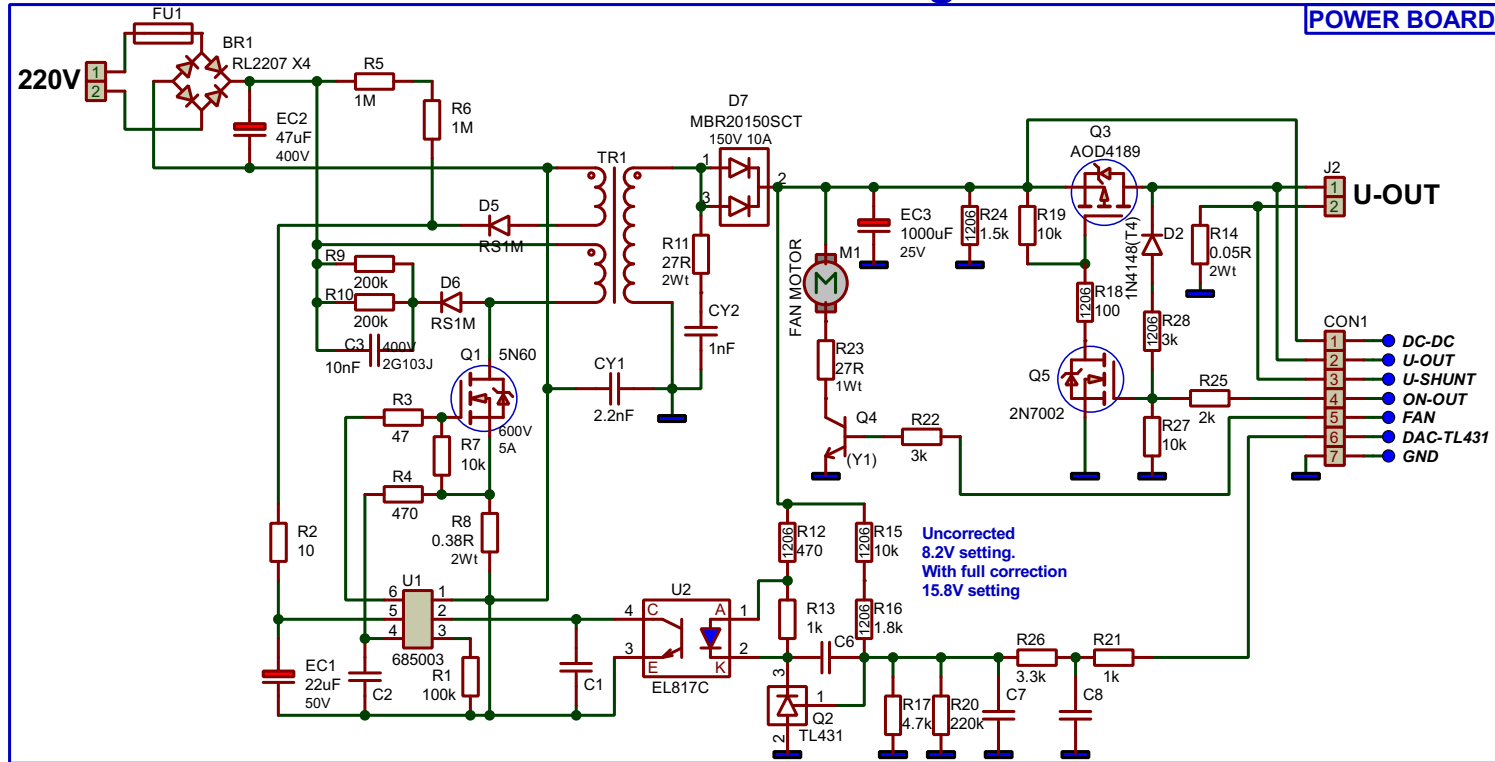 POWER BOARD
FU1
BR1
RL2207 X4
220V
1
2
EC2
47uF
400V
R5
1M
R6
1M
D7
MBR20150SCT
150V 10A
1
3
2
TR1
D5
RS1M
R9
200k
R10
200k
C3
10nF
400V
2G103J
D6
RS1M
Q1
5N60
600V
5A
R3
47
R7
10k
R4
470
R8
0.38R
2Wt
R2
10
EC1
22uF
50V
U1
6
5
4
1
2
3
685003
C2
R1
100k
C1
CY1
2.2nF
R11
27R
2Wt
CY2
1nF
U2
4
3
C
E
A
K
1
2
EL817C
FAN MOTOR
M1
M
R23
27R
1Wt
Q4
(Y1)
R22
3k
EC3
1000uF
25V
1206
R24
1.5k
R19
10k
Q3
AOD4189
1206
R18
100
Q5
2N7002
1N4148(T4)
D2
1206
R28
3k
R27
10k
R25
2k
R14
0.05R
2Wt
J2
1
2
U-OUT
CON1
1
DC-DC
2
U-OUT
3
U-SHUNT
4
ON-OUT
5
FAN
6
DAC-TL431
7
GND
1206
R12
470
R13
1k
1206
R15
10k
1206
R16
1.8k
Uncorrected
8.2V setting.
With full correction
15.8V setting
C6
3
1
2
Q2
TL431
R17
4.7k
R20
220k
C7
R26
3.3k
C8
R21
1k